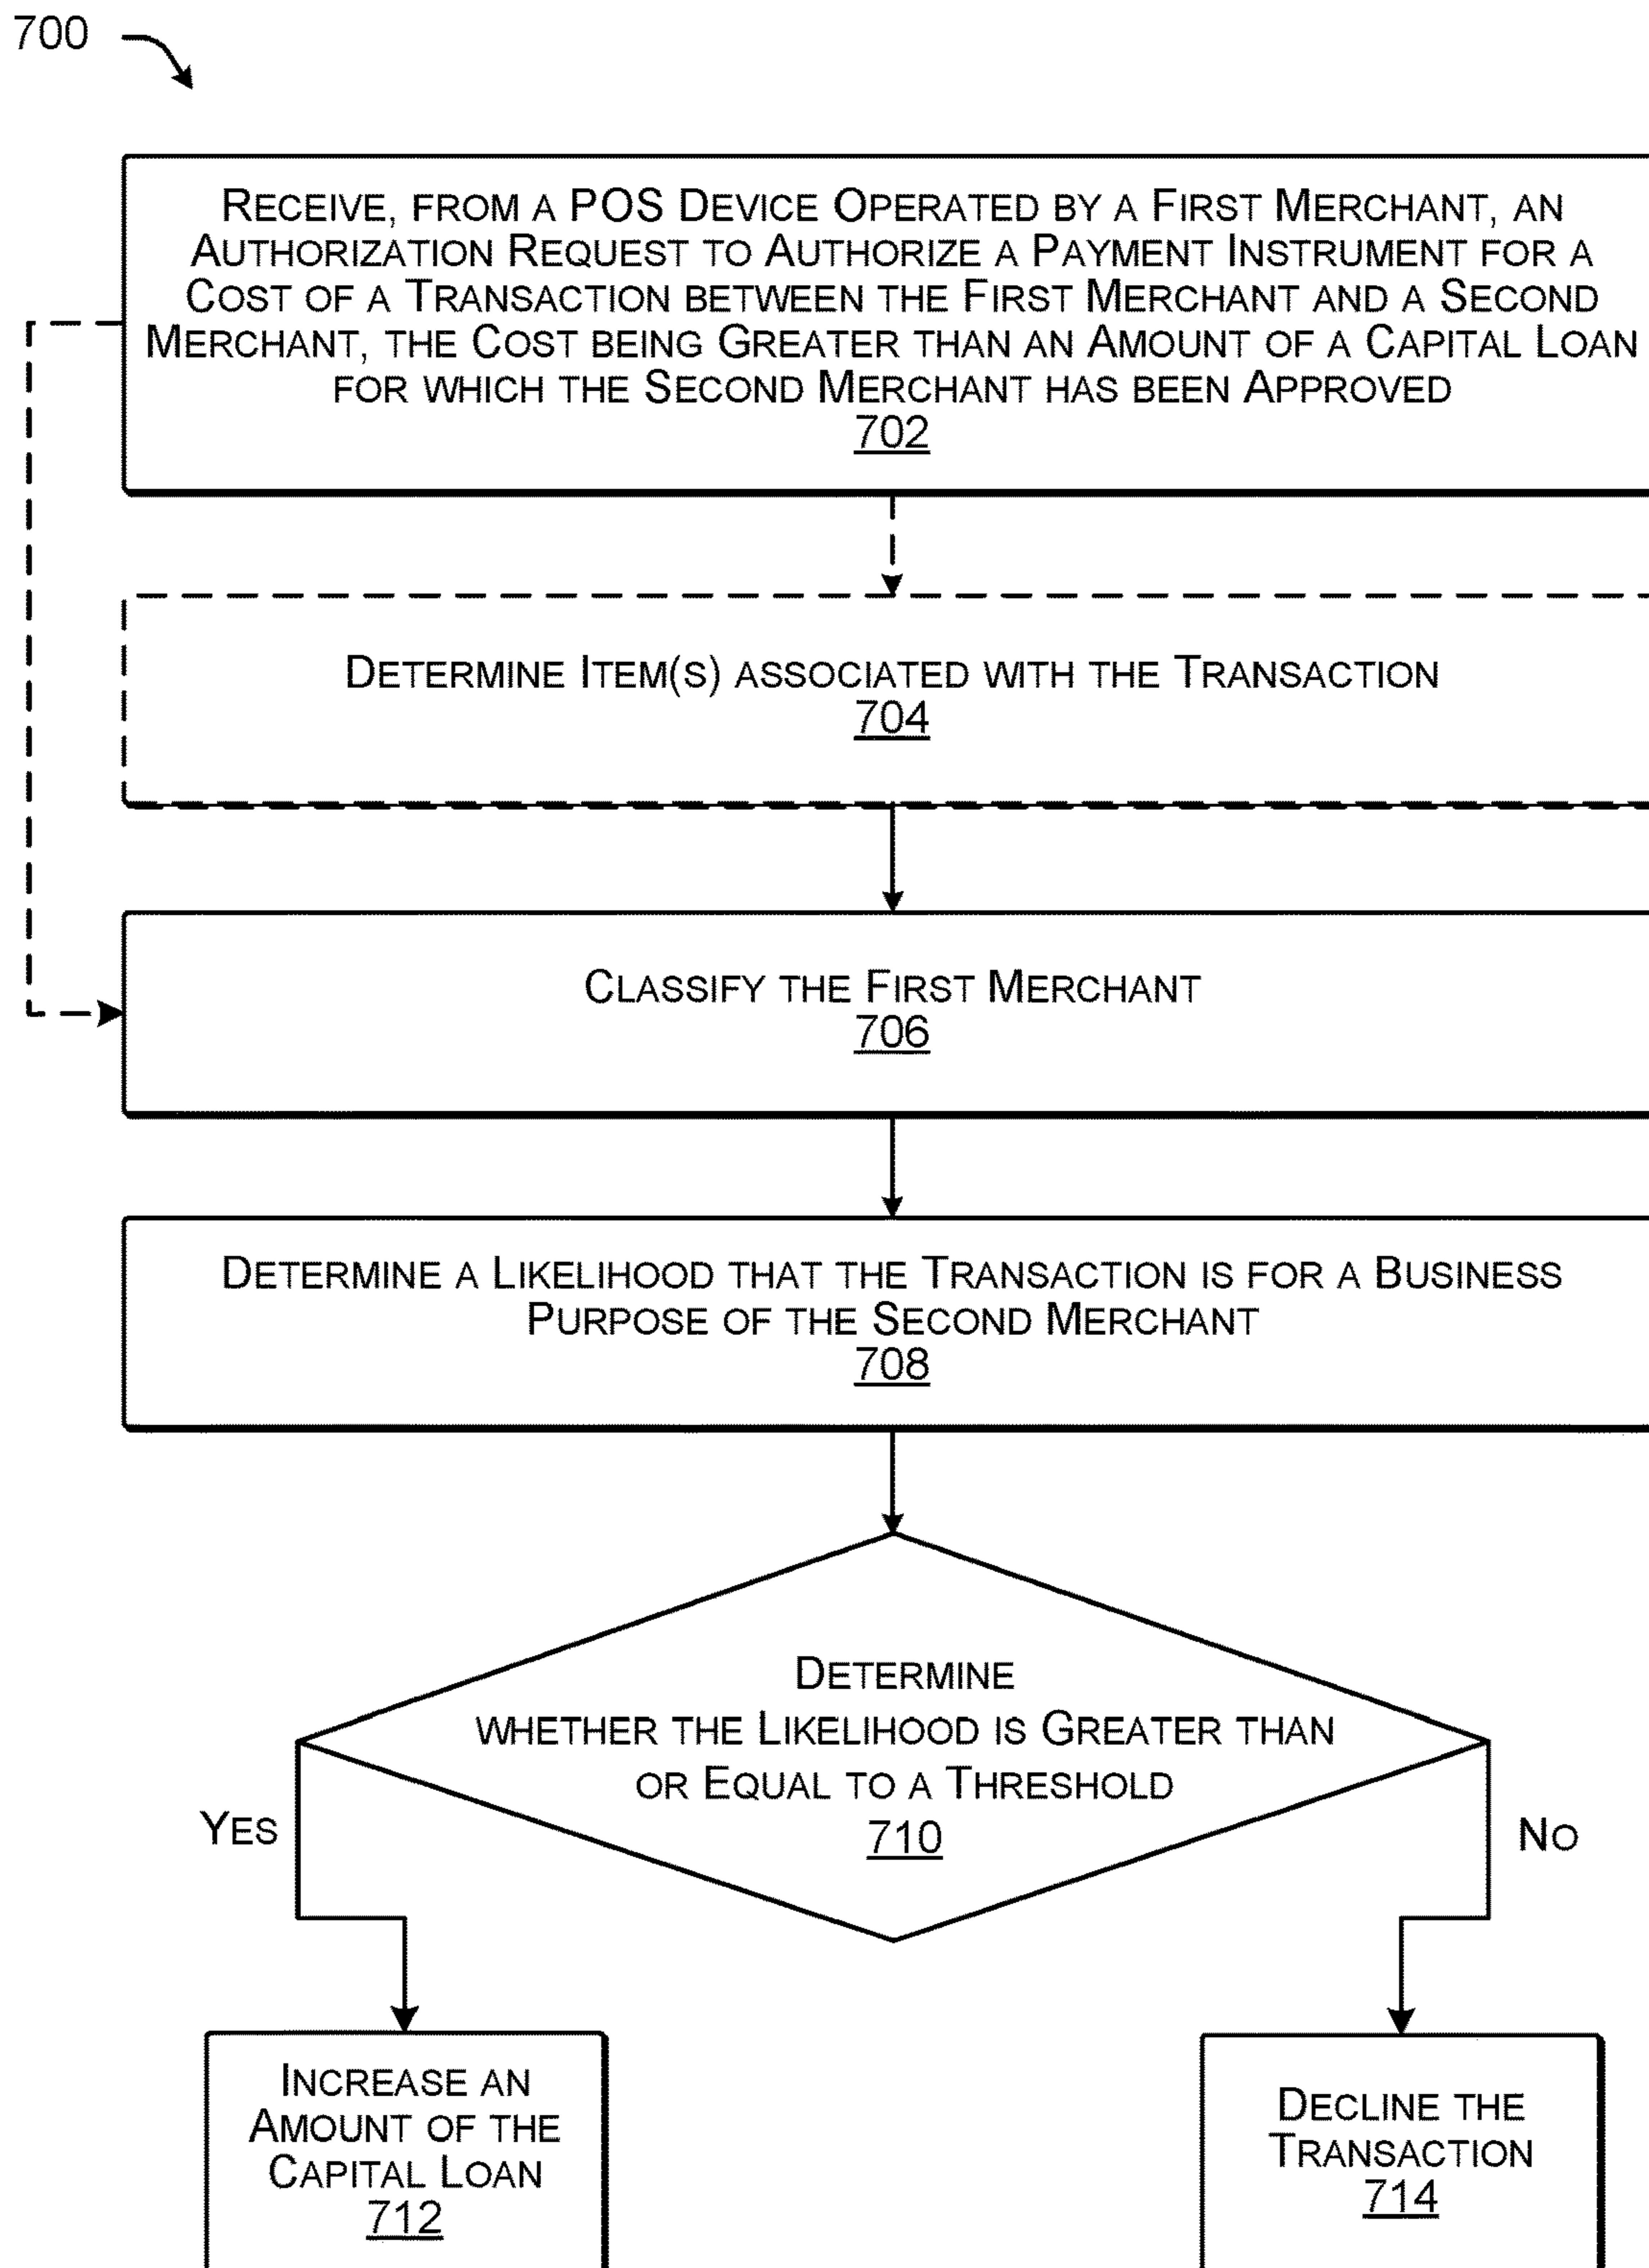 700
RECEIVE, FROM A POS DEVICE OPERATED BY A FIRST MERCHANT, AN
AUTHORIZATION REQUEST TO AUTHORIZE A PAYMENT INSTRUMENT FOR A
COST OF A TRANSACTION BETWEEN THE FIRST MERCHANT AND A SECOND
MERCHANT, THE COST BEING GREATER THAN AN AMOUNT OF A CAPITAL LOAN
FOR WHICH THE SECOND MERCHANT HAS BEEN APPROVED
702
DETERMINE ITEM(S) ASSOCIATED WITH THE TRANSACTION
704
CLASSIFY THE FIRST MERCHANT
706
DETERMINE A LIKELIHOOD THAT THE TRANSACTION IS FOR A BUSINESS
PURPOSE OF THE SECOND MERCHANT
708
DETERMINE
WHETHER THE LIKELIHOOD IS GREATER THAN
OR EQUAL TO A THRESHOLD
710
YES
NO
INCREASE AN
AMOUNT OF THE
CAPITAL LOAN
712
DECLINE THE
TRANSACTION
714